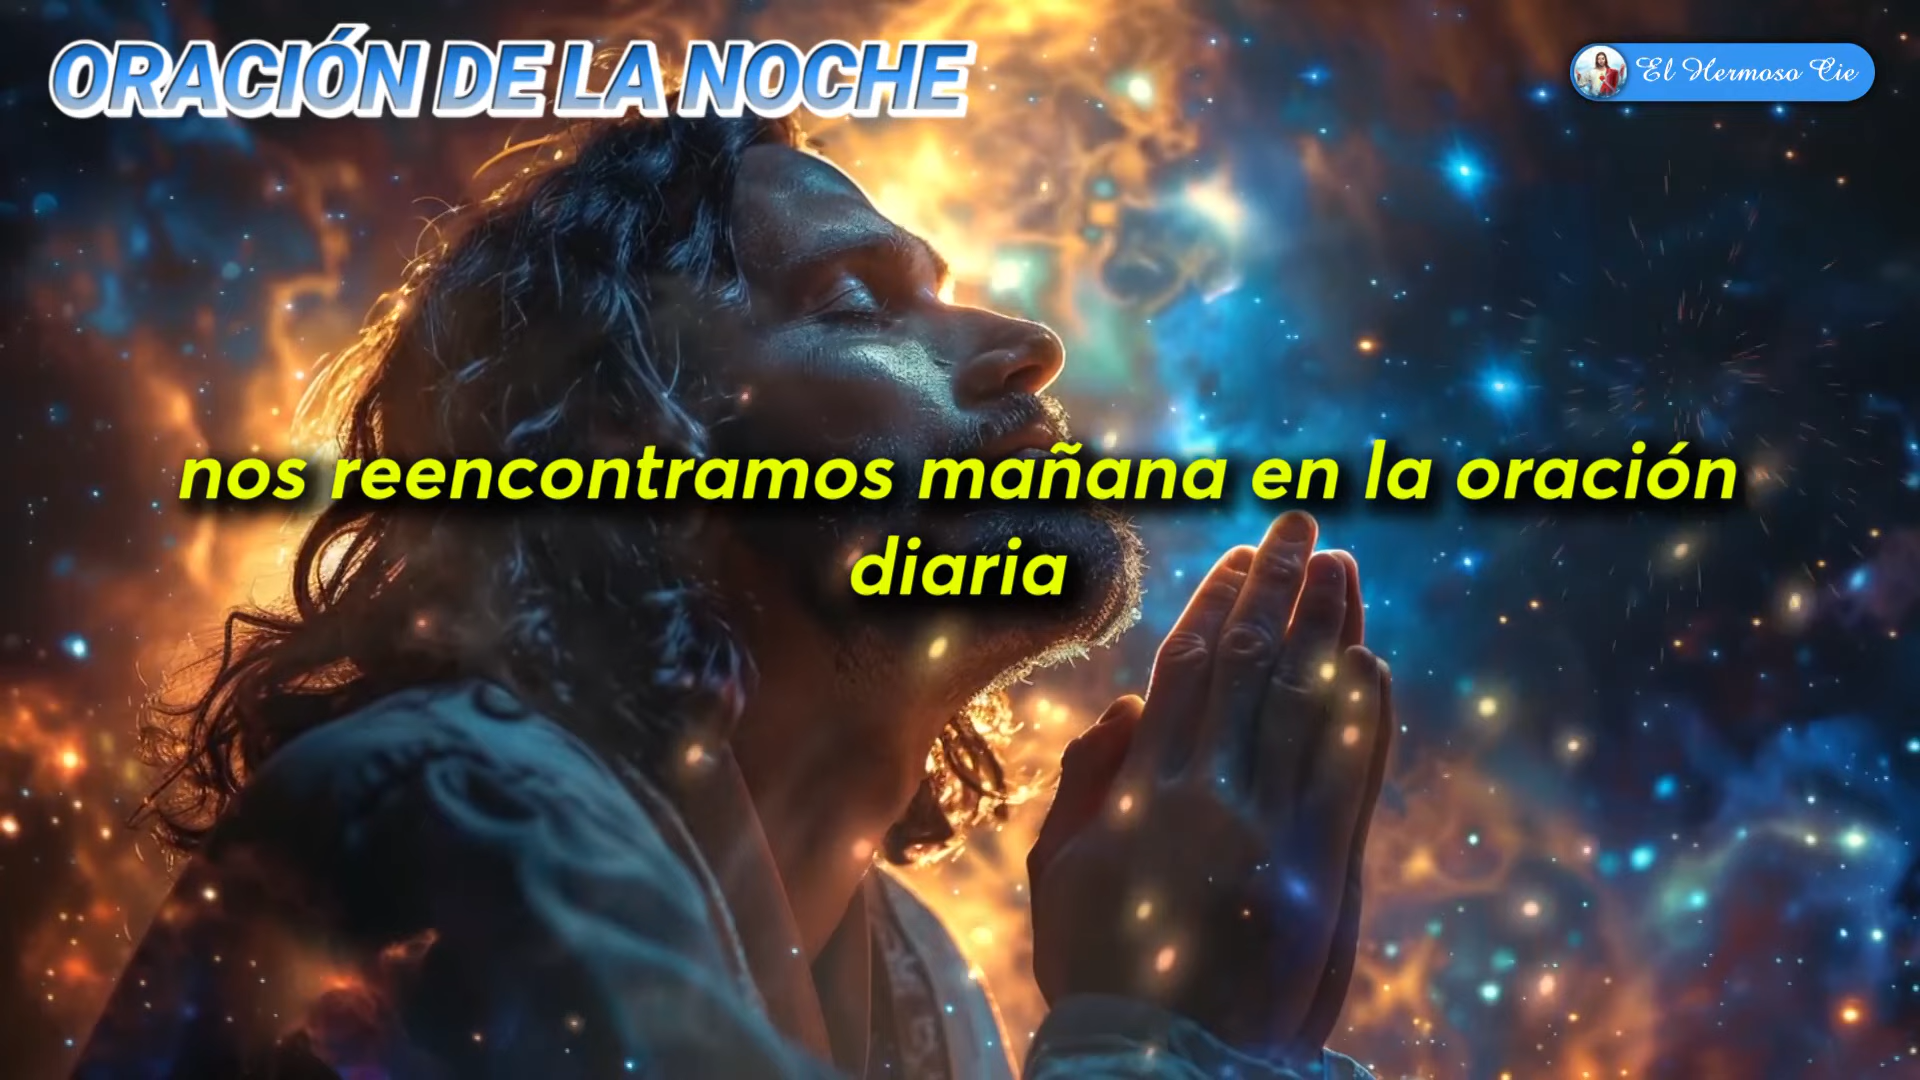 ORACIÓN DE LA NOCHE
El Hermoso Cie
nos reencontramos mañana en la oración
diaria